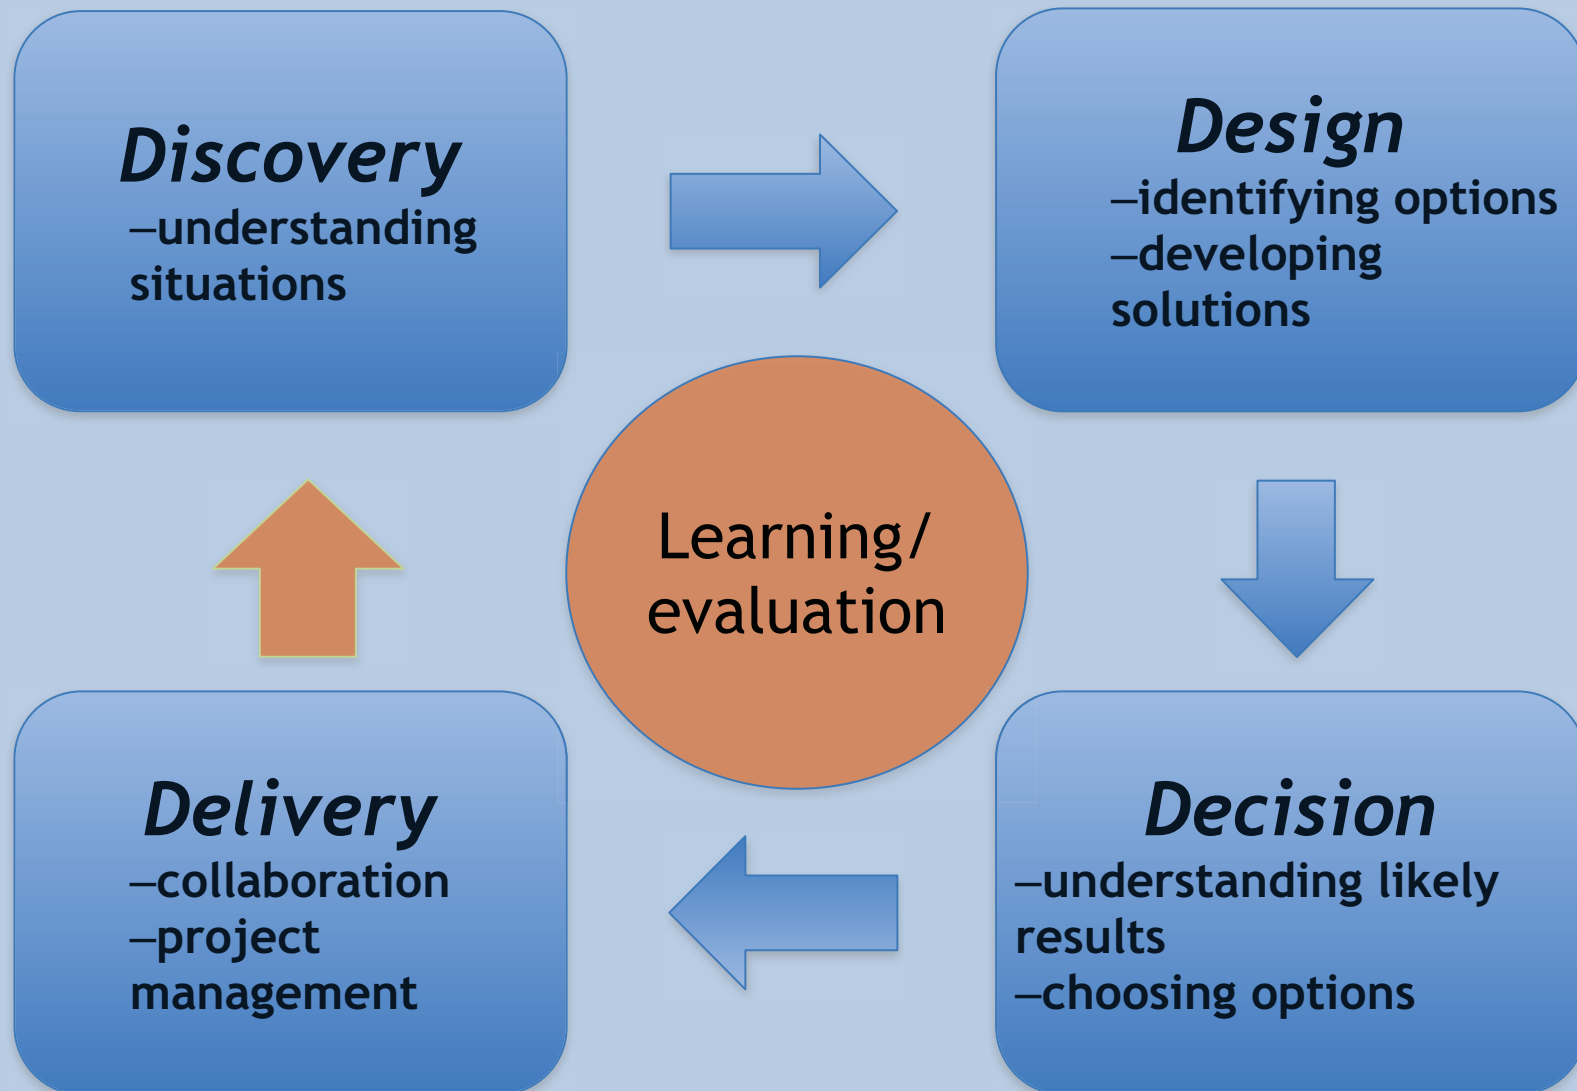 Discovery
–understanding
situations
Design
–identifying options
–developing
solutions
Learning/
evaluation
Delivery
–collaboration
–project
management
Decision
–understanding likely
results
–choosing options